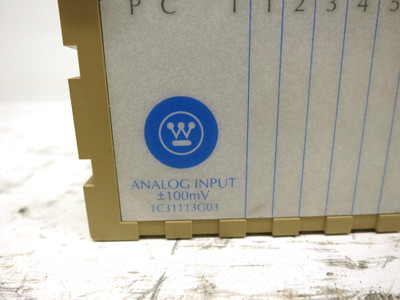 P C 1 1 2 3 4 5
W
ANALOG INPUT
±100mV
1C31113G03